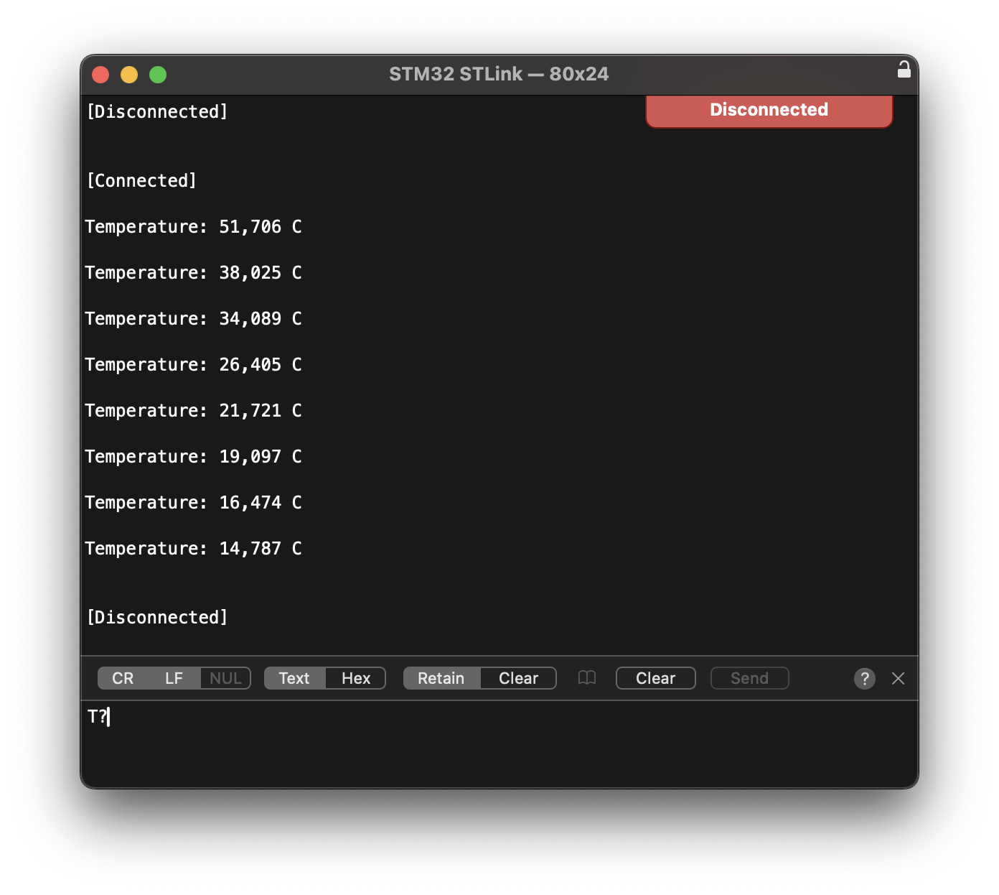 STM32 STLink — 80x24
[Disconnected]
Disconnected
[Connected]
Temperature: 51,706 C
Temperature: 38,025 C
Temperature: 34,089 C
Temperature: 26,405 C
Temperature: 21,721 C
Temperature: 19,097 C
Temperature: 16,474 C
Temperature: 14,787 C
[Disconnected]
CR LF NUL Text Hex Retain Clear Clear Send ?
T?